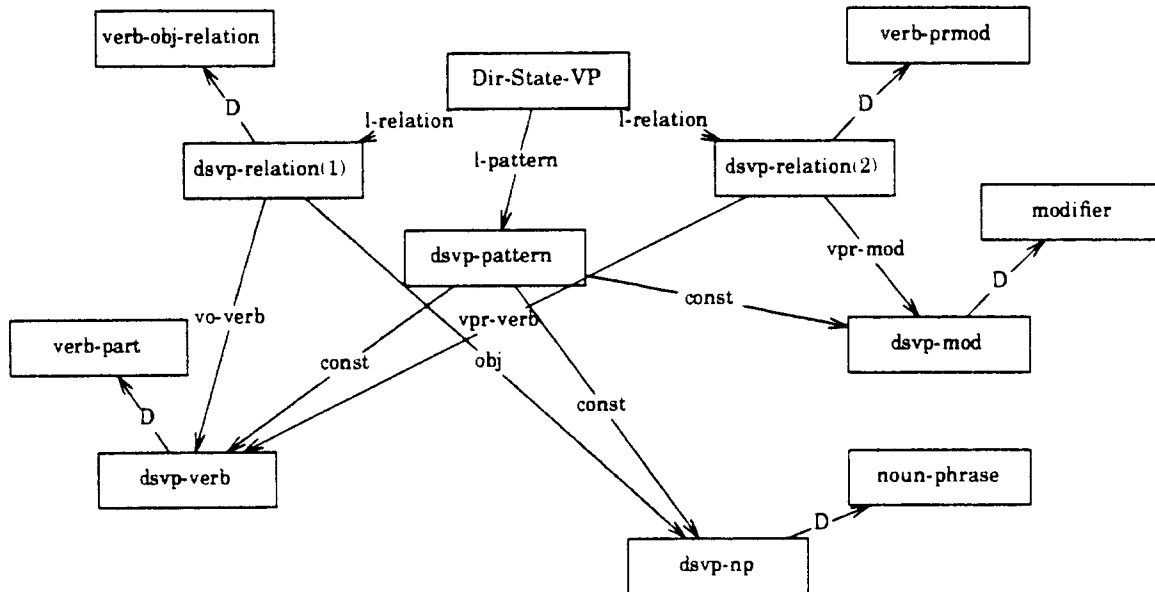 verb-obj-relation
verb-prmod
Dir-State-VP
D
D
l-relation
l-relation
dsvp-relation(1)
l-pattern
dsvp-relation(2)
modifier
dsvp-pattern
vpr-mod
D
const
vo-verb
vpr-verb
verb-part
dsvp-mod
const
obj
const
D
dsvp-verb
noun-phrase
D
dsvp-np